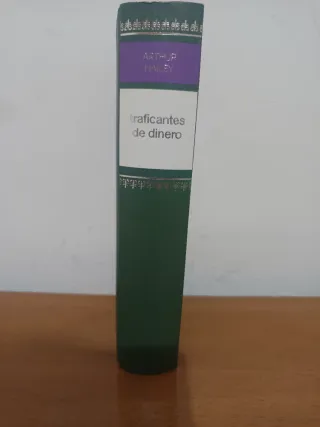 ARTHUR
HAILEY
traficantes
de dinero